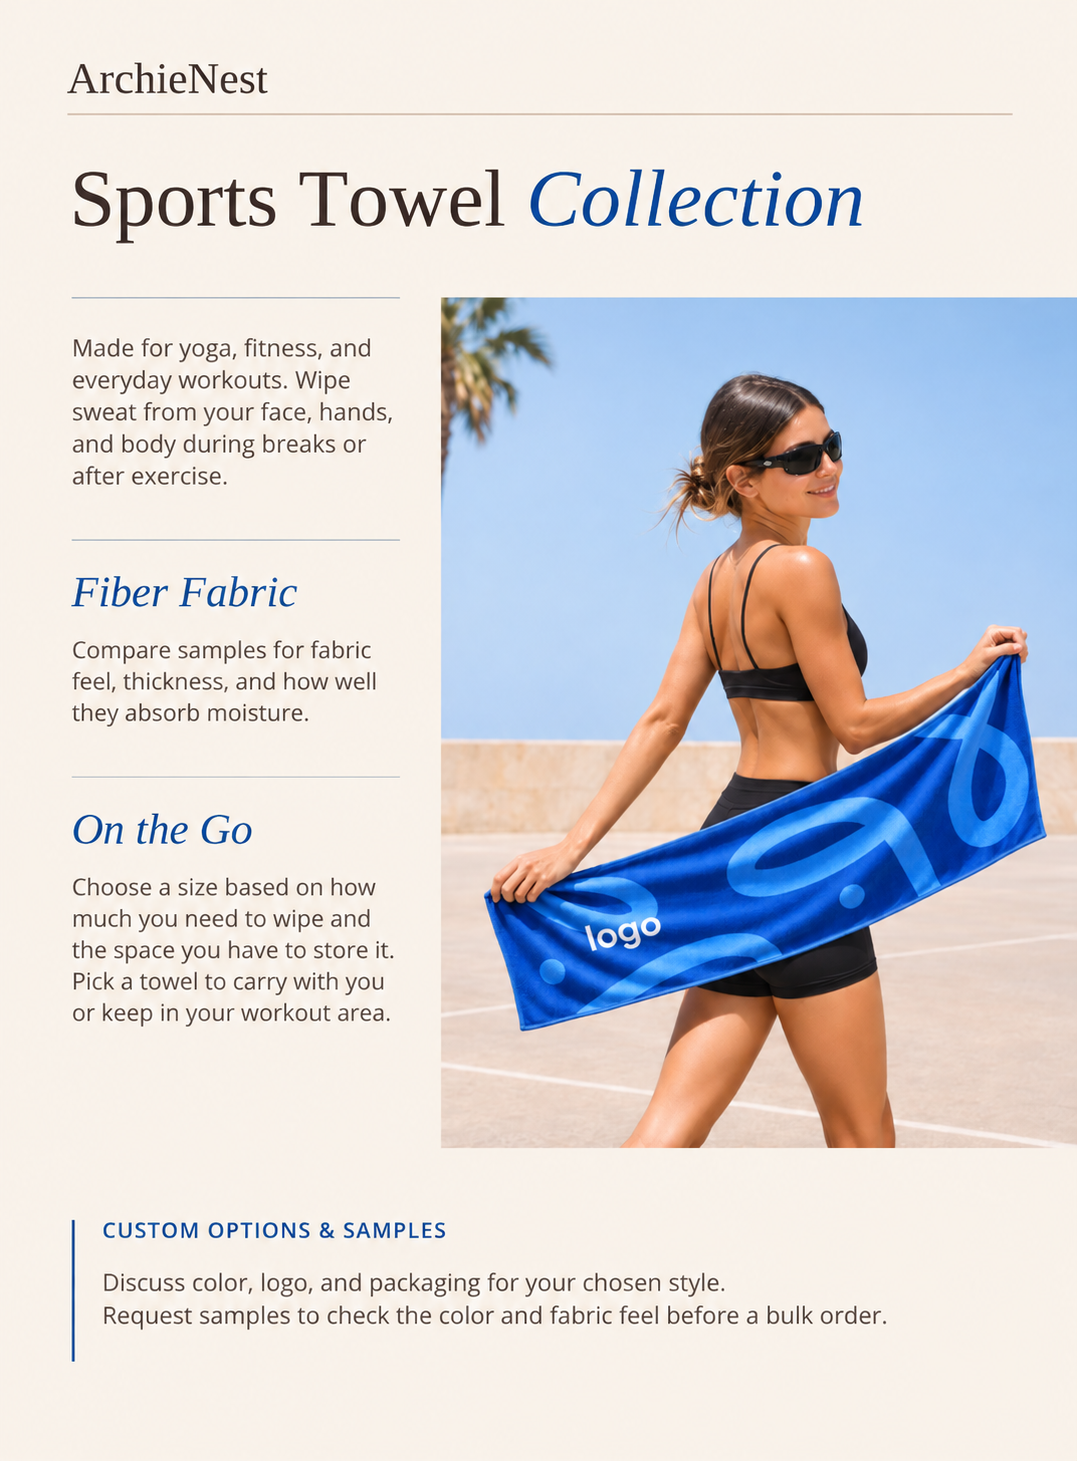 ArchieNest
Sports Towel Collection
Made for yoga, fitness, and
everyday workouts. Wipe
sweat from your face, hands,
and body during breaks or
after exercise.
Fiber Fabric
Compare samples for fabric
feel, thickness, and how well
they absorb moisture.
On the Go
Choose a size based on how
much you need to wipe and
the space you have to store it.
Pick a towel to carry with you
or keep in your workout area.
logo
CUSTOM OPTIONS & SAMPLES
Discuss color, logo, and packaging for your chosen style.
Request samples to check the color and fabric feel before a bulk order.